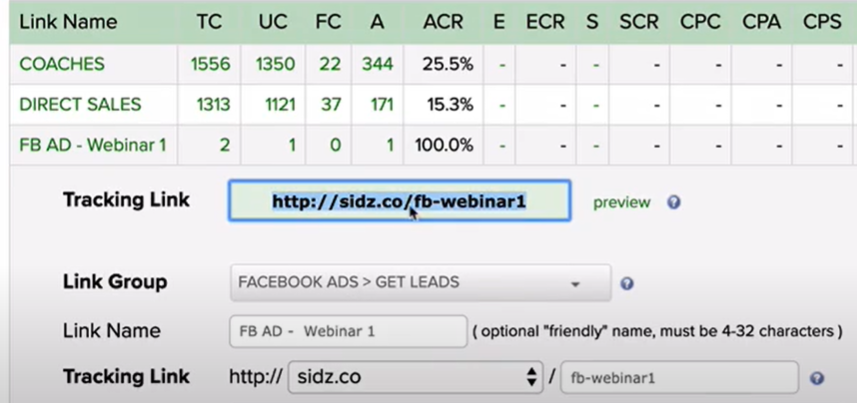 Link Name TC UC FC A ACR E ECR S SCR CPC CPA CPS
COACHES 1556 1350 22 344 25.5% - - - - - - -
DIRECT SALES 1313 1121 37 171 15.3% - - - - - - -
FB AD - Webinar 1 2 1 0 1 100.0% - - - - - - -
Tracking Link http://sidz.co/fb-webinar1 preview ?
Link Group FACEBOOK ADS > GET LEADS ?
Link Name FB AD - Webinar 1 ( optional "friendly" name, must be 4-32 characters )
Tracking Link http:// sidz.co / fb-webinar1 ?